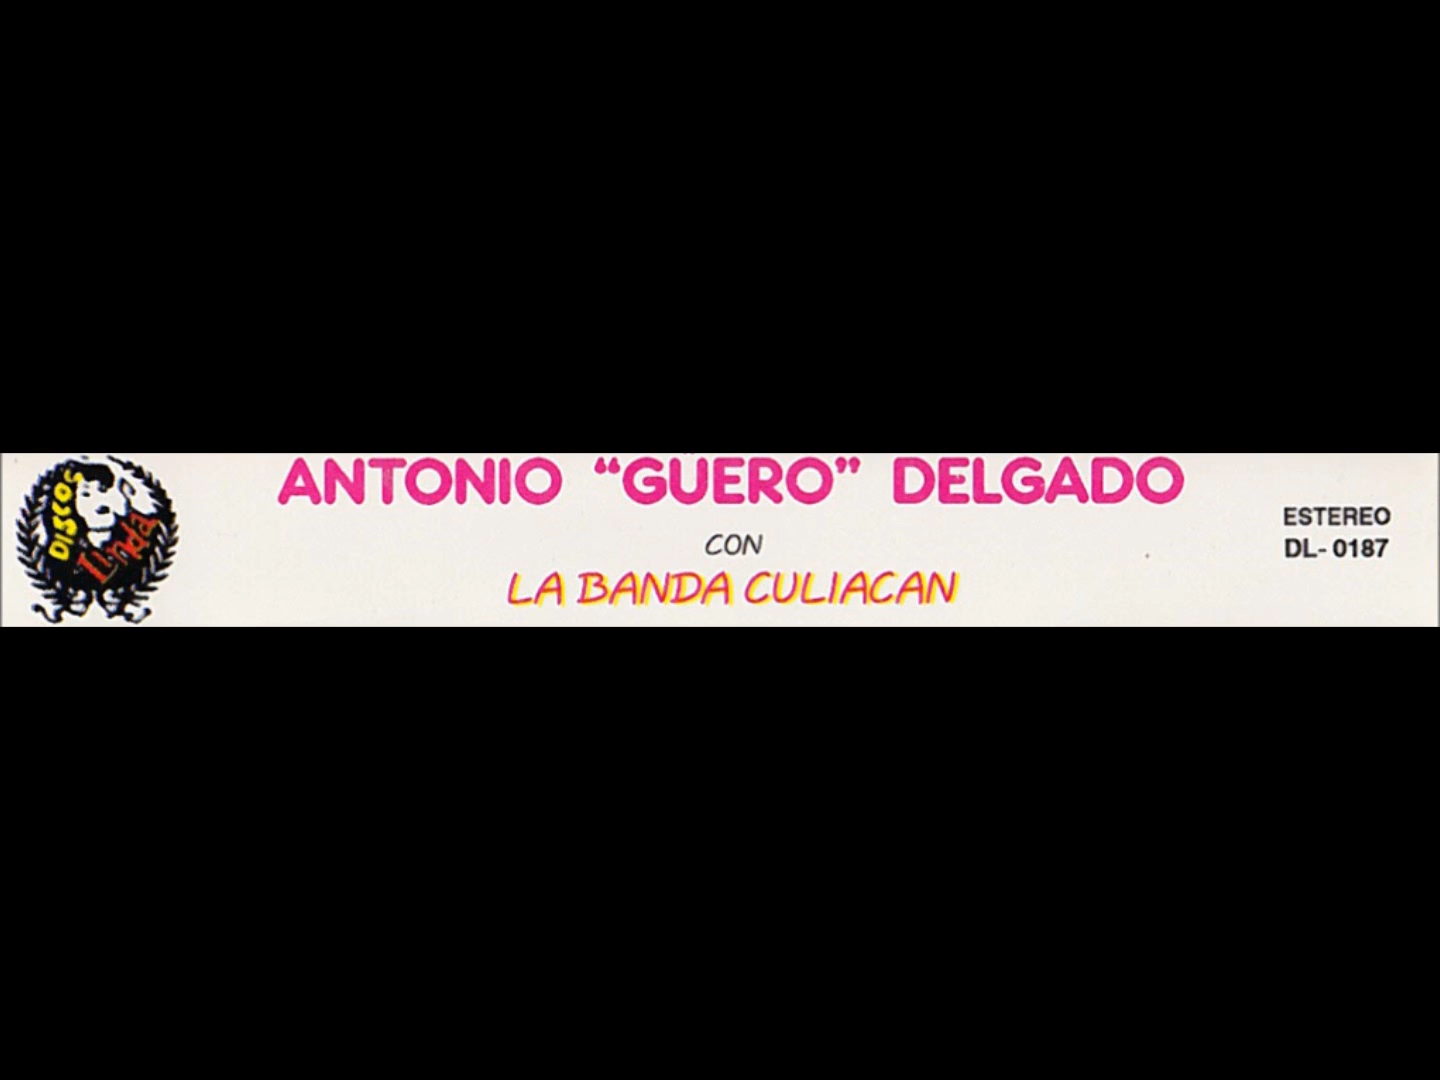 DISCOS
Linda
ANTONIO “GUERO” DELGADO
CON
LA BANDA CULIACAN
ESTEREO
DL- 0187